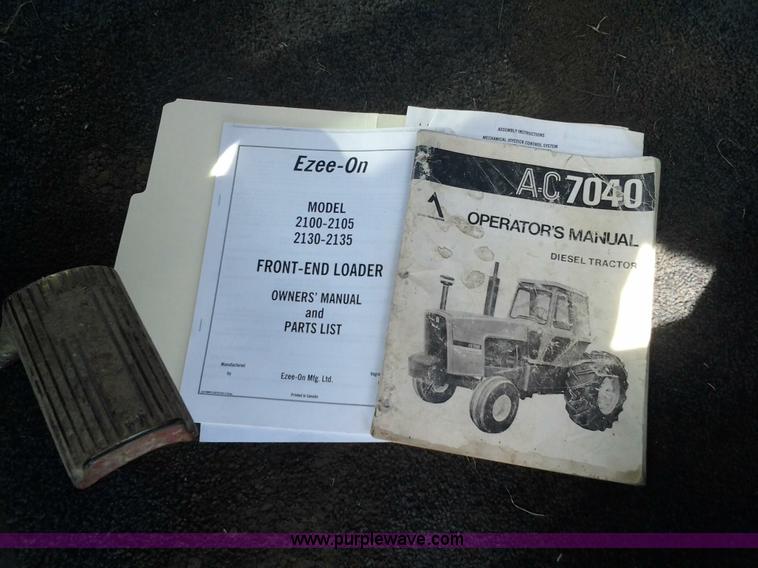 ASSEMBLY INSTRUCTIONS
MECHANICAL JOYSTICK CONTROL SYSTEM
Ezee-On
MODEL
2100-2105
2130-2135
FRONT-END LOADER
OWNERS' MANUAL
and
PARTS LIST
Manufactured
by
Ezee-On Mfg. Ltd.
Printed in Canada
A-C 7040
OPERATOR'S MANUAL
DIESEL TRACTOR
www.purplewave.com